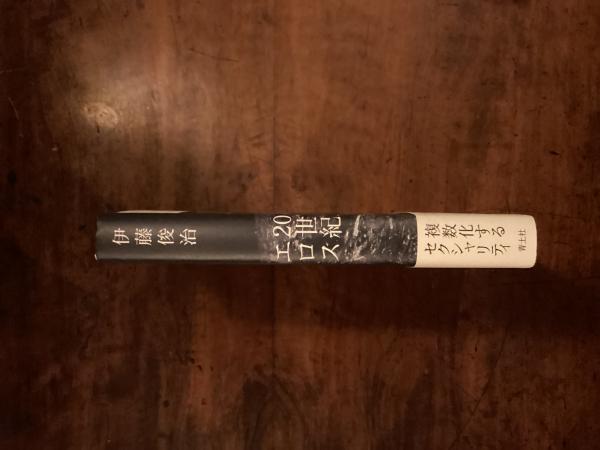 伊藤俊治
20世紀
エロス
複数化する
セクシャリティ
青土社